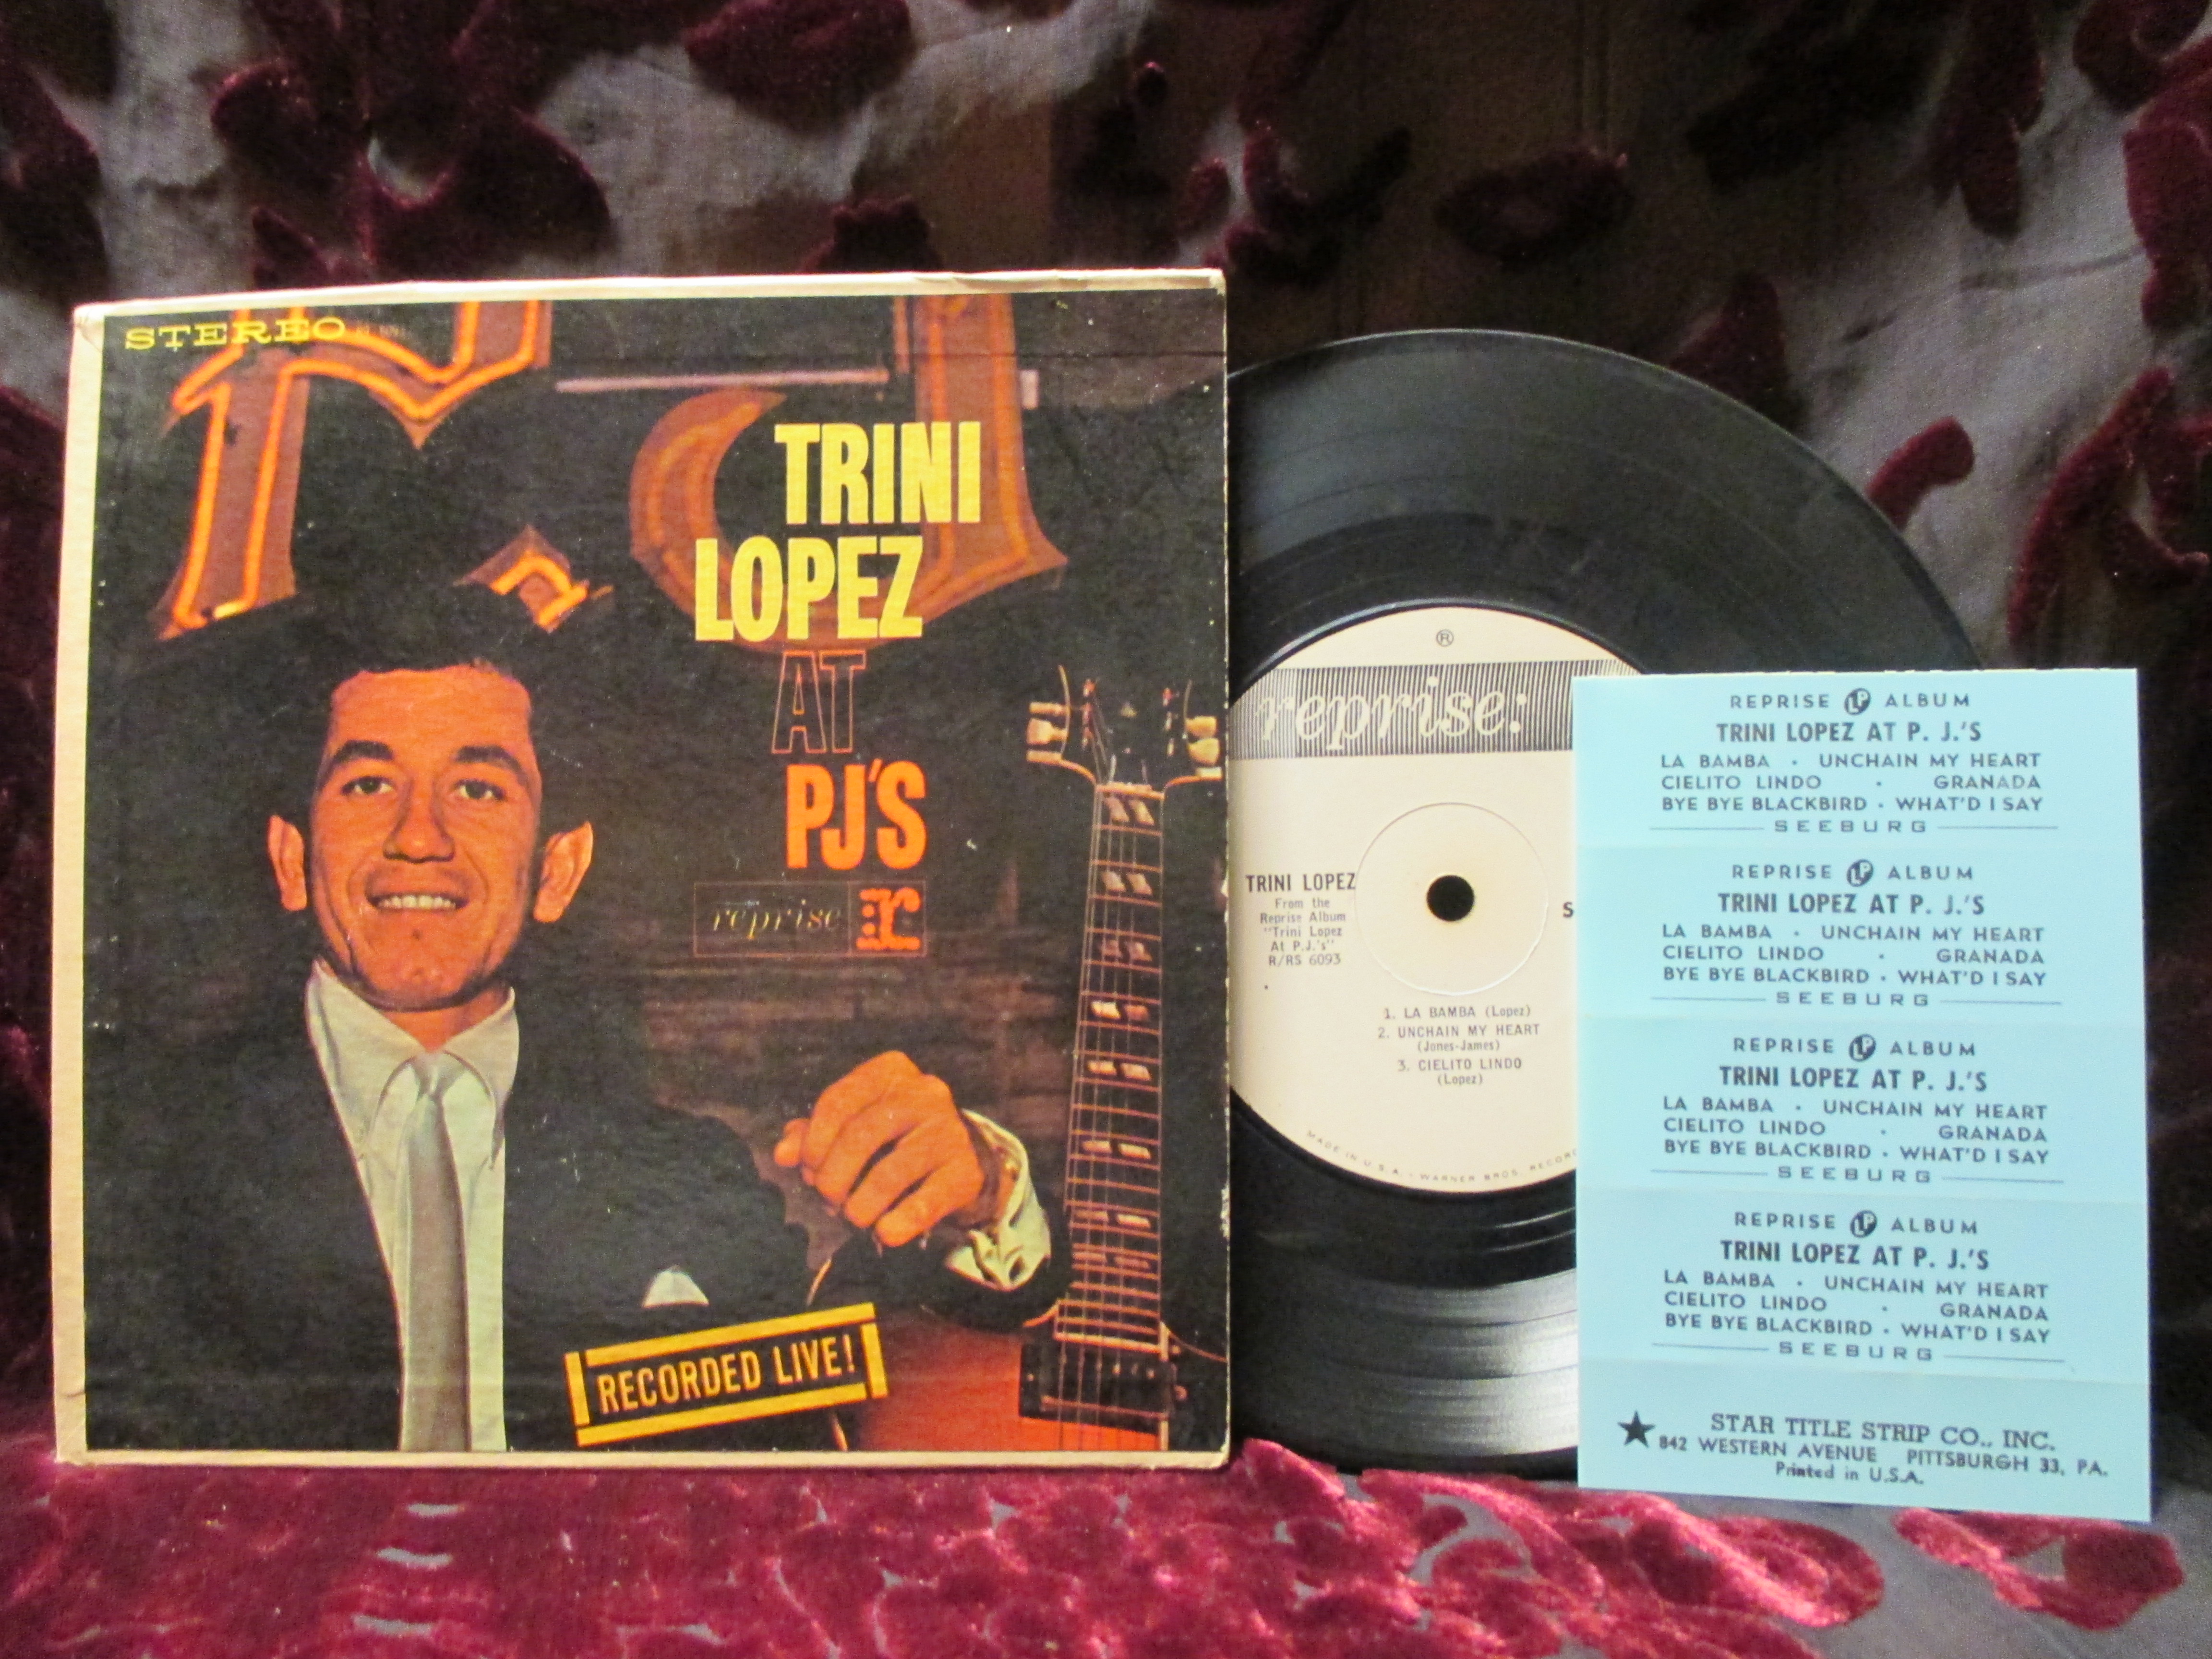 STEREO
TRINI
LOPEZ
AT
PJ'S
reprise r
RECORDED LIVE!
®
reprise:
TRINI LOPEZ
From the
Reprise Album
"Trini Lopez
At P.J.'s"
R/RS 6093
S
1. LA BAMBA (Lopez)
2. UNCHAIN MY HEART
(Jones-James)
3. CIELITO LINDO
(Lopez)
MADE IN U.S.A. • WARNER BROS. RECOR
REPRISE LP ALBUM
TRINI LOPEZ AT P. J.'S
LA BAMBA • UNCHAIN MY HEART
CIELITO LINDO • GRANADA
BYE BYE BLACKBIRD • WHAT'D I SAY
SEEBURG
REPRISE LP ALBUM
TRINI LOPEZ AT P. J.'S
LA BAMBA • UNCHAIN MY HEART
CIELITO LINDO • GRANADA
BYE BYE BLACKBIRD • WHAT'D I SAY
SEEBURG
REPRISE LP ALBUM
TRINI LOPEZ AT P. J.'S
LA BAMBA • UNCHAIN MY HEART
CIELITO LINDO • GRANADA
BYE BYE BLACKBIRD • WHAT'D I SAY
SEEBURG
REPRISE LP ALBUM
TRINI LOPEZ AT P. J.'S
LA BAMBA • UNCHAIN MY HEART
CIELITO LINDO • GRANADA
BYE BYE BLACKBIRD • WHAT'D I SAY
SEEBURG
★ STAR TITLE STRIP CO., INC.
842 WESTERN AVENUE PITTSBURGH 33, PA.
Printed in U.S.A.